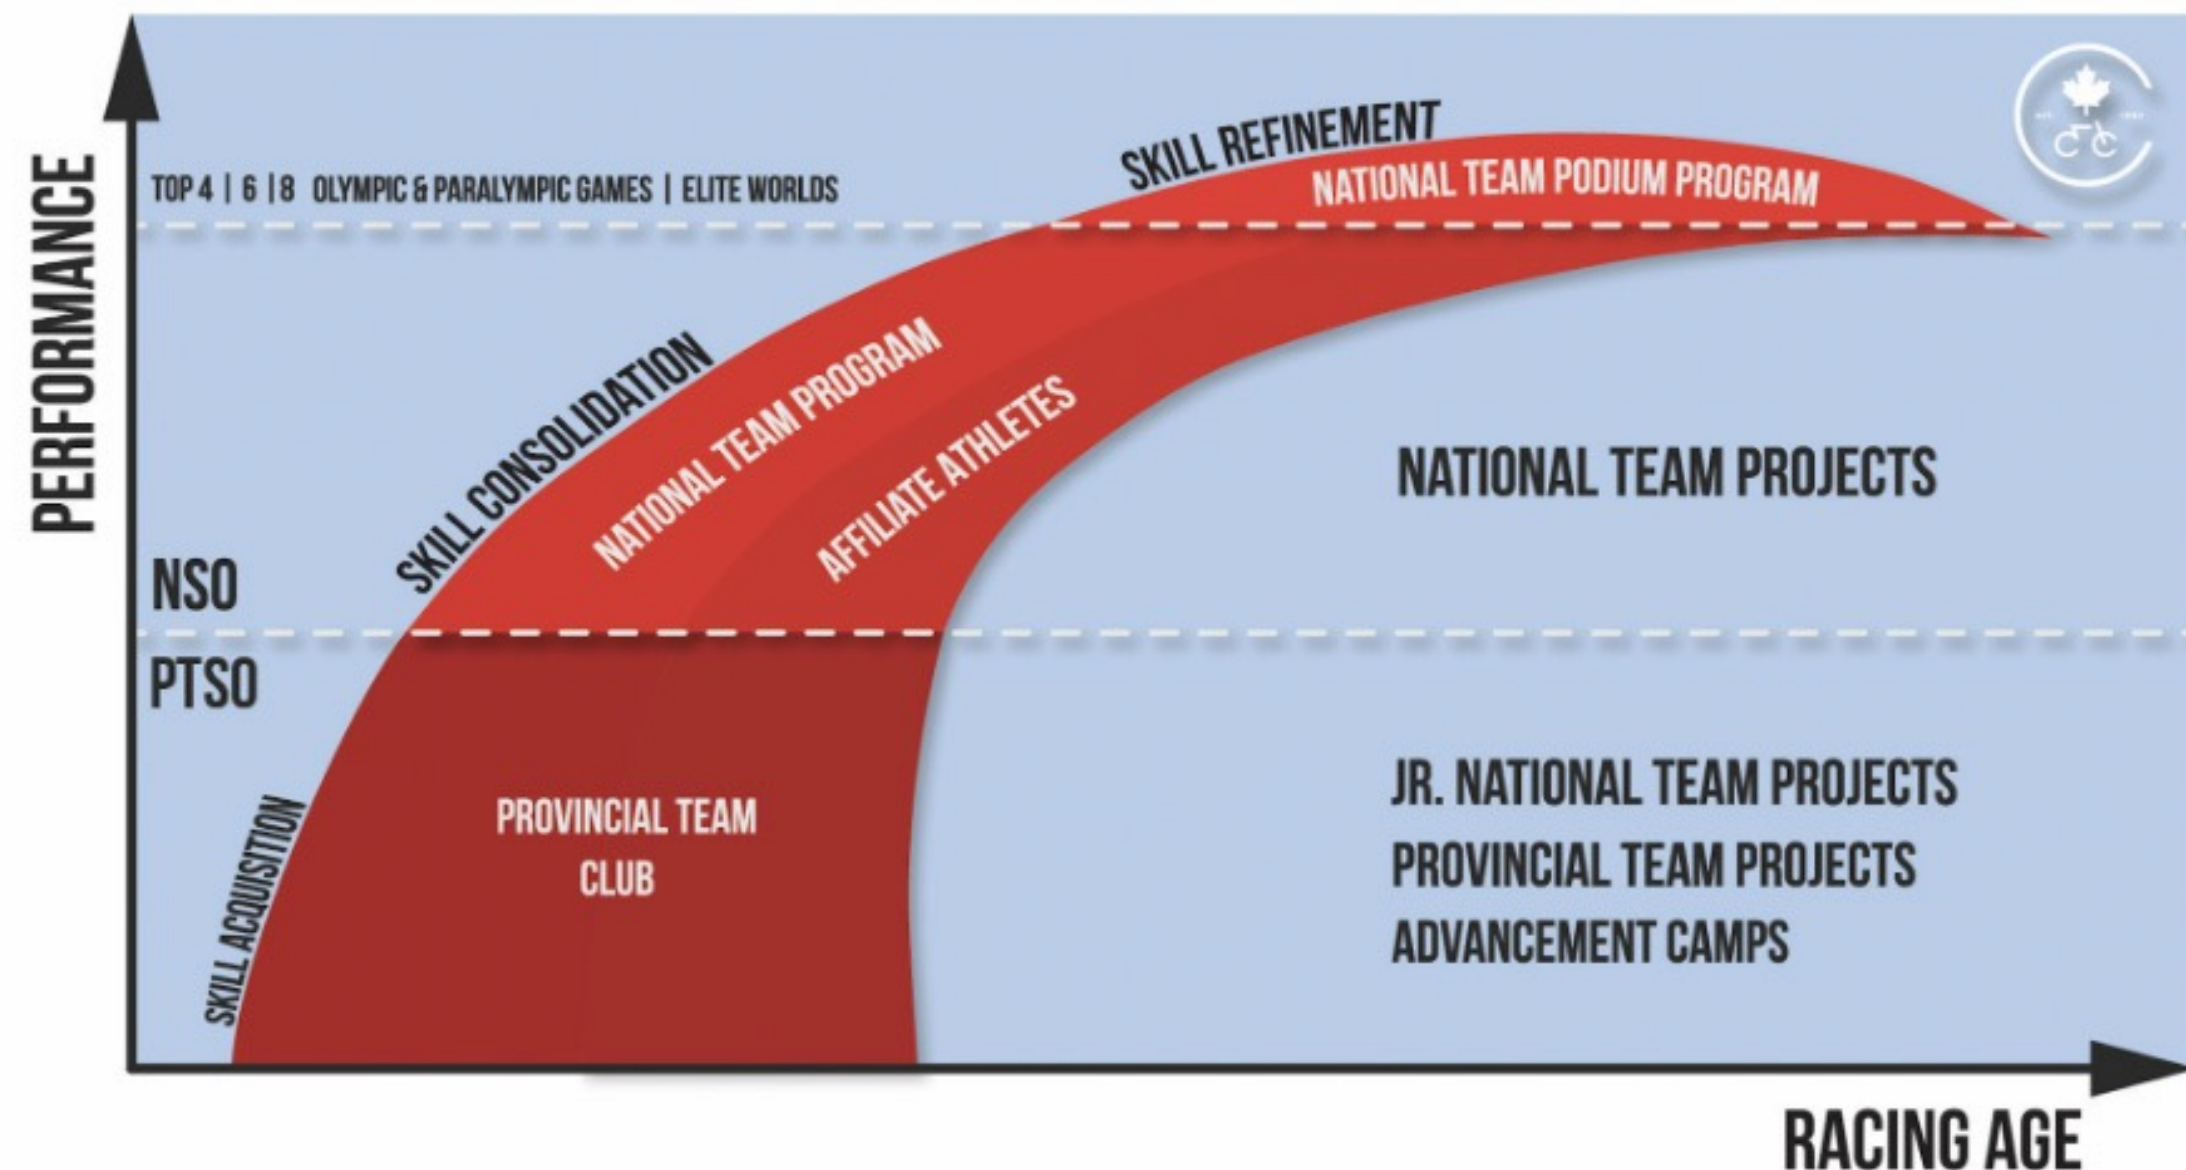 PERFORMANCE
TOP 4 | 6 | 8 OLYMPIC & PARALYMPIC GAMES | ELITE WORLDS
SKILL REFINEMENT
NATIONAL TEAM PODIUM PROGRAM
SKILL CONSOLIDATION
NATIONAL TEAM PROGRAM
AFFILIATE ATHLETES
NATIONAL TEAM PROJECTS
NSO
PTSO
SKILL ACQUISITION
PROVINCIAL TEAM
CLUB
JR. NATIONAL TEAM PROJECTS
PROVINCIAL TEAM PROJECTS
ADVANCEMENT CAMPS
RACING AGE